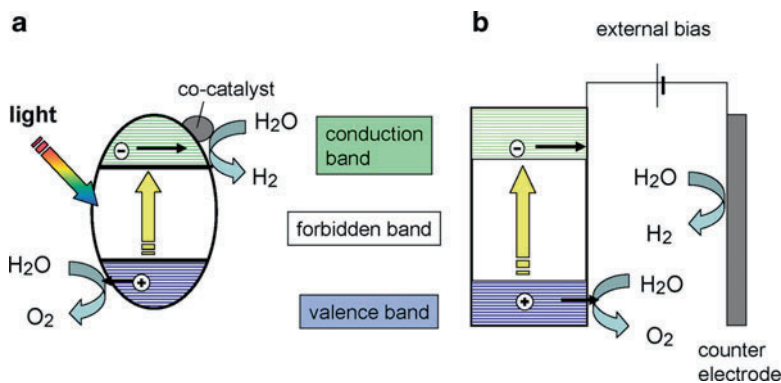 a
co-catalyst
light
⊖
H₂O
H₂
H₂O
⊕
O₂
conduction
band
forbidden band
valence band
b
external bias
⊖
H₂O
H₂
⊕
H₂O
O₂
counter
electrode